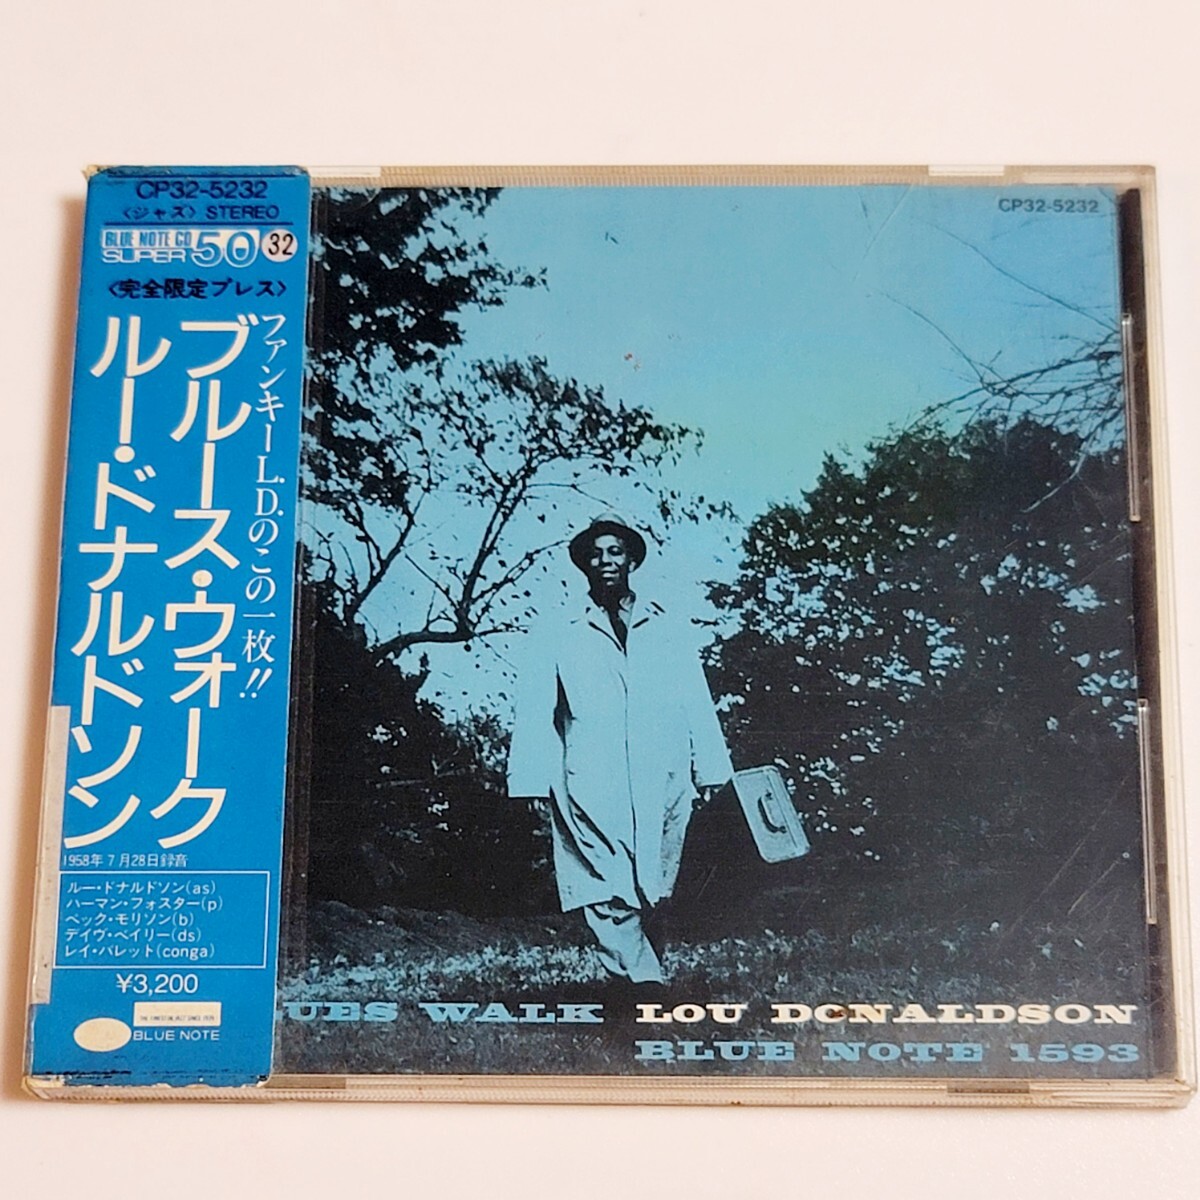 CP32-5232
〈ジャズ〉 STEREO
BLUE NOTE CD
SUPER 50 32
〈完全限定プレス〉
ファンキーL.D.のこの一枚!!
ブルース・ウォーク
ルー・ドナルドソン
1958年7月28日録音
ルー・ドナルドソン(as)
ハーマン・フォスター(p)
ペック・モリソン(b)
デイヴ・ベイリー(ds)
レイ・バレット(conga)
¥3,200
BLUE NOTE
CP32-5232
UES WALK LOU DONALDSON
BLUE NOTE 1593